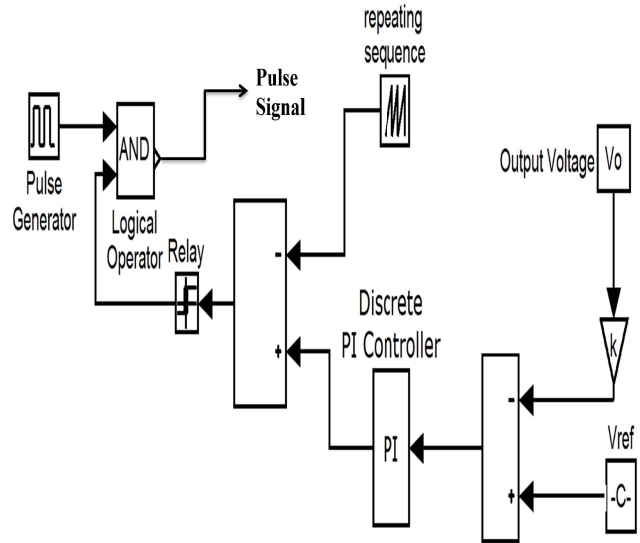 repeating
sequence
Pulse
Signal
AND
Pulse
Generator
Logical
Operator
Relay
Output Voltage
Vo
-
+
Discrete
PI Controller
k
PI
-
+
Vref
-C-